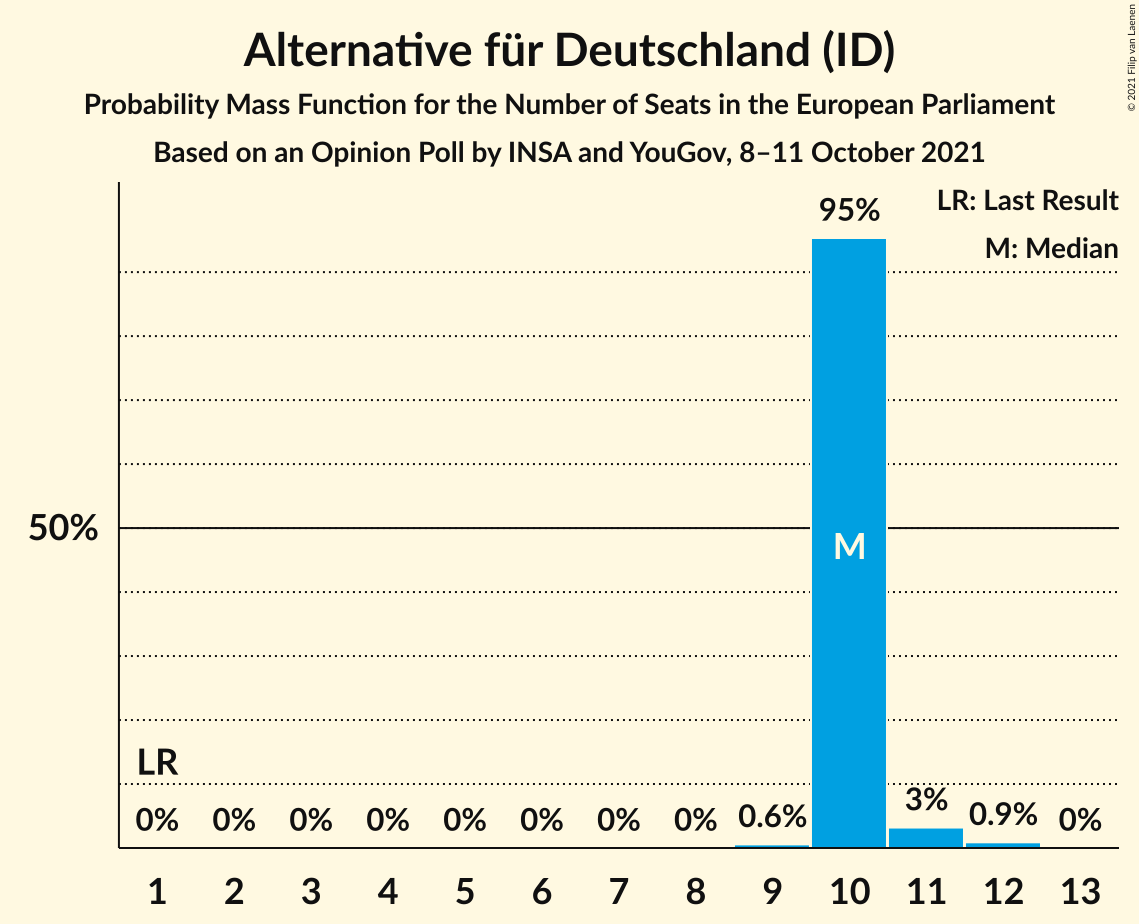 Alternative für Deutschland (ID)
Probability Mass Function for the Number of Seats in the European Parliament
Based on an Opinion Poll by INSA and YouGov, 8–11 October 2021
© 2021 Filip van Laenen
LR: Last Result
M: Median
95%
50%
M
LR
0% 0% 0% 0% 0% 0% 0% 0% 0.6% 3% 0.9% 0%
1 2 3 4 5 6 7 8 9 10 11 12 13